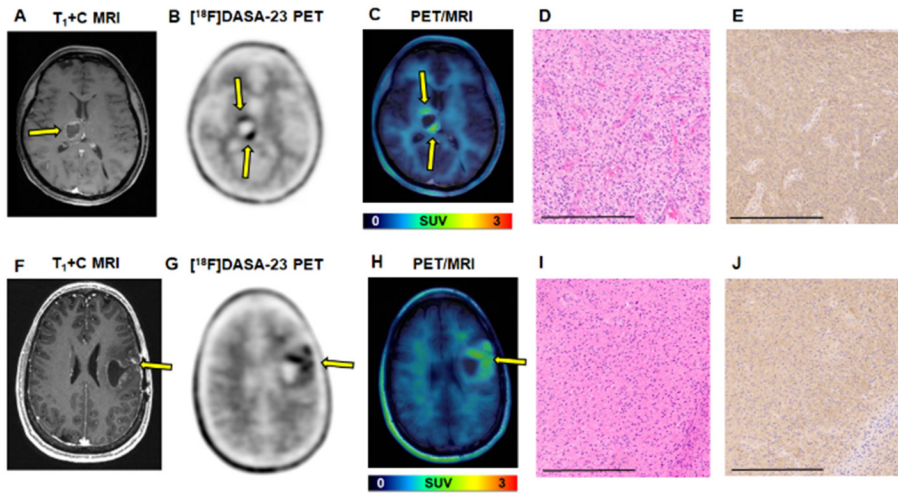 A T₁+C MRI B [¹⁸F]DASA-23 PET C PET/MRI D E
0 SUV 3
F T₁+C MRI G [¹⁸F]DASA-23 PET H PET/MRI I J
0 SUV 3